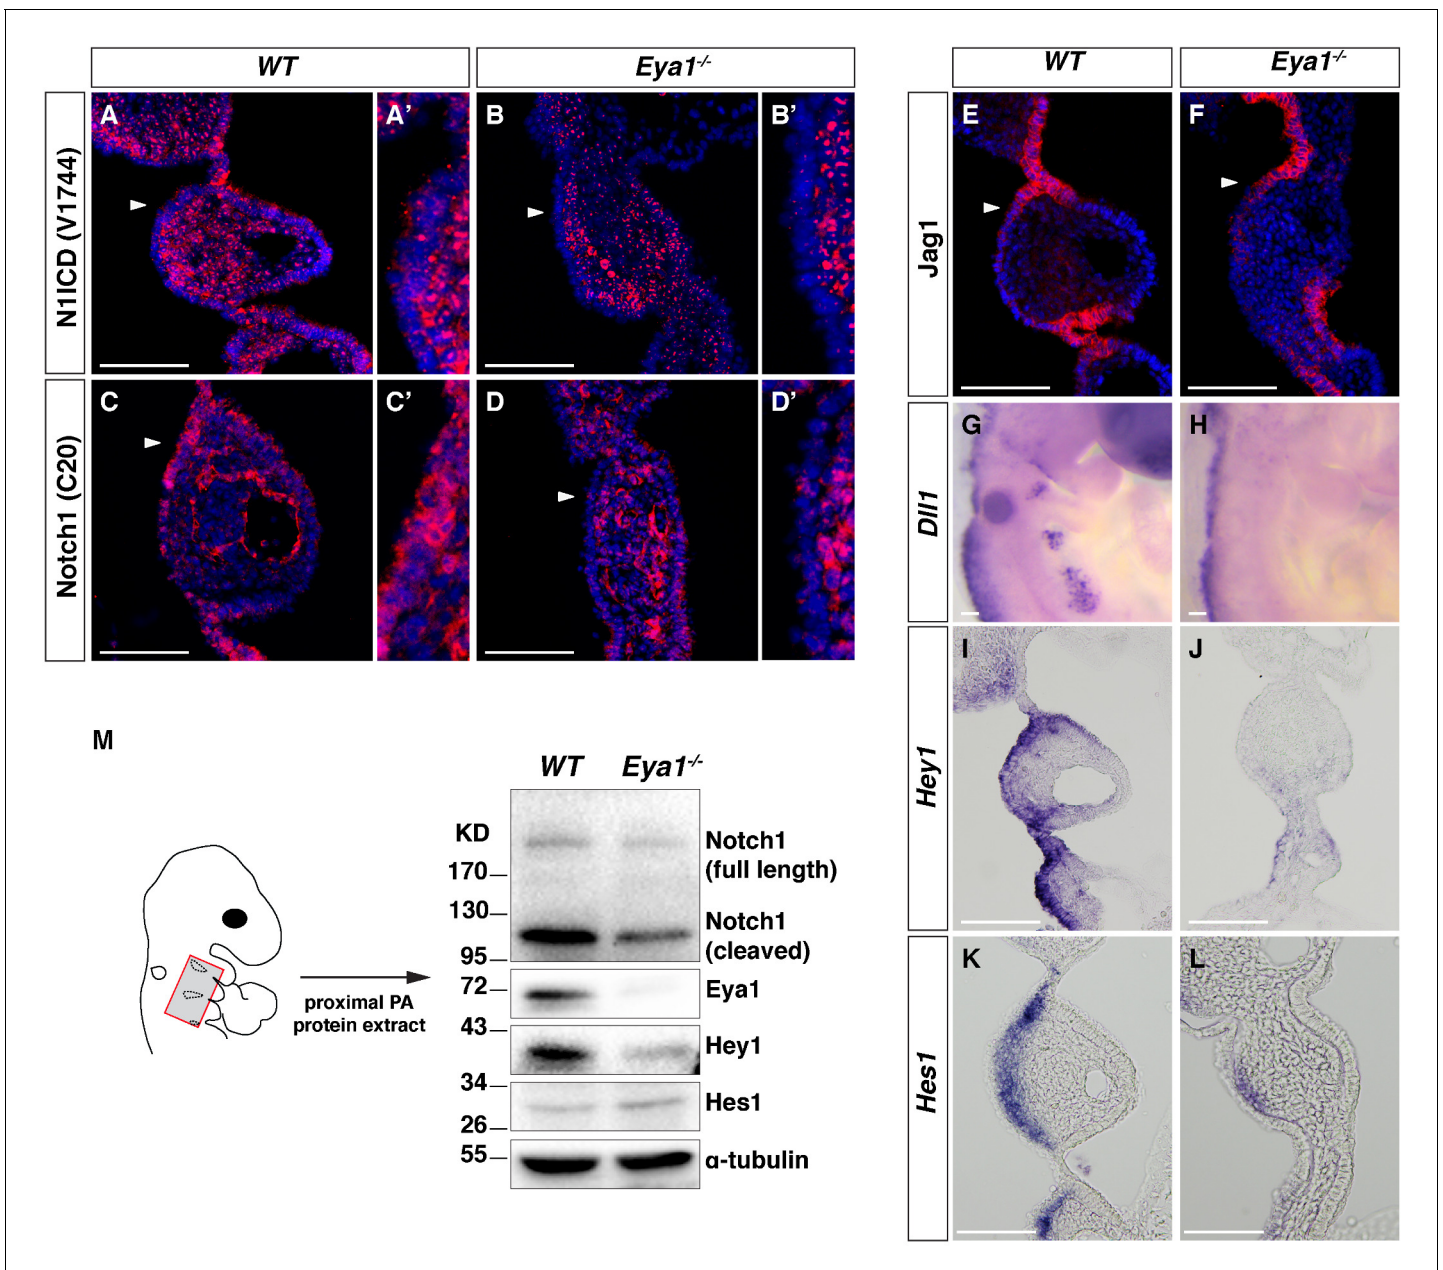 WT
Eya1-/-
N1ICD (V1744)
A
A'
B
B'
Notch1 (C20)
C
C'
D
D'
WT
Eya1-/-
Jag1
E
F
Dll1
G
H
Hey1
I
J
Hes1
K
L
M
proximal PA
protein extract
WT
Eya1-/-
KD
170
130
95
72
43
34
26
55
Notch1
(full length)
Notch1
(cleaved)
Eya1
Hey1
Hes1
α-tubulin